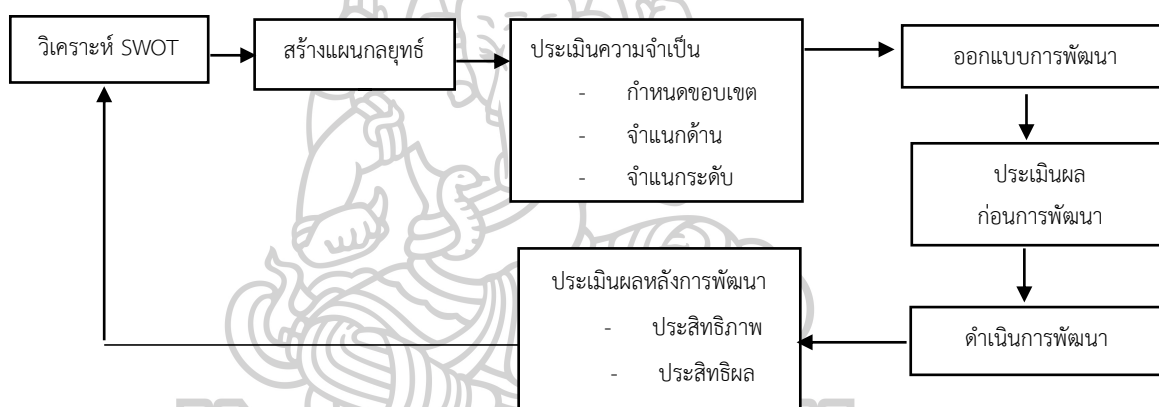 วิเคราะห์ SWOT
สร้างแผนกลยุทธ์
ประเมินความจำเป็น
- กำหนดขอบเขต
- จำแนกด้าน
- จำแนกระดับ
ออกแบบการพัฒนา
ประเมินผล
ก่อนการพัฒนา
ดำเนินการพัฒนา
ประเมินผลหลังการพัฒนา
- ประสิทธิภาพ
- ประสิทธิผล